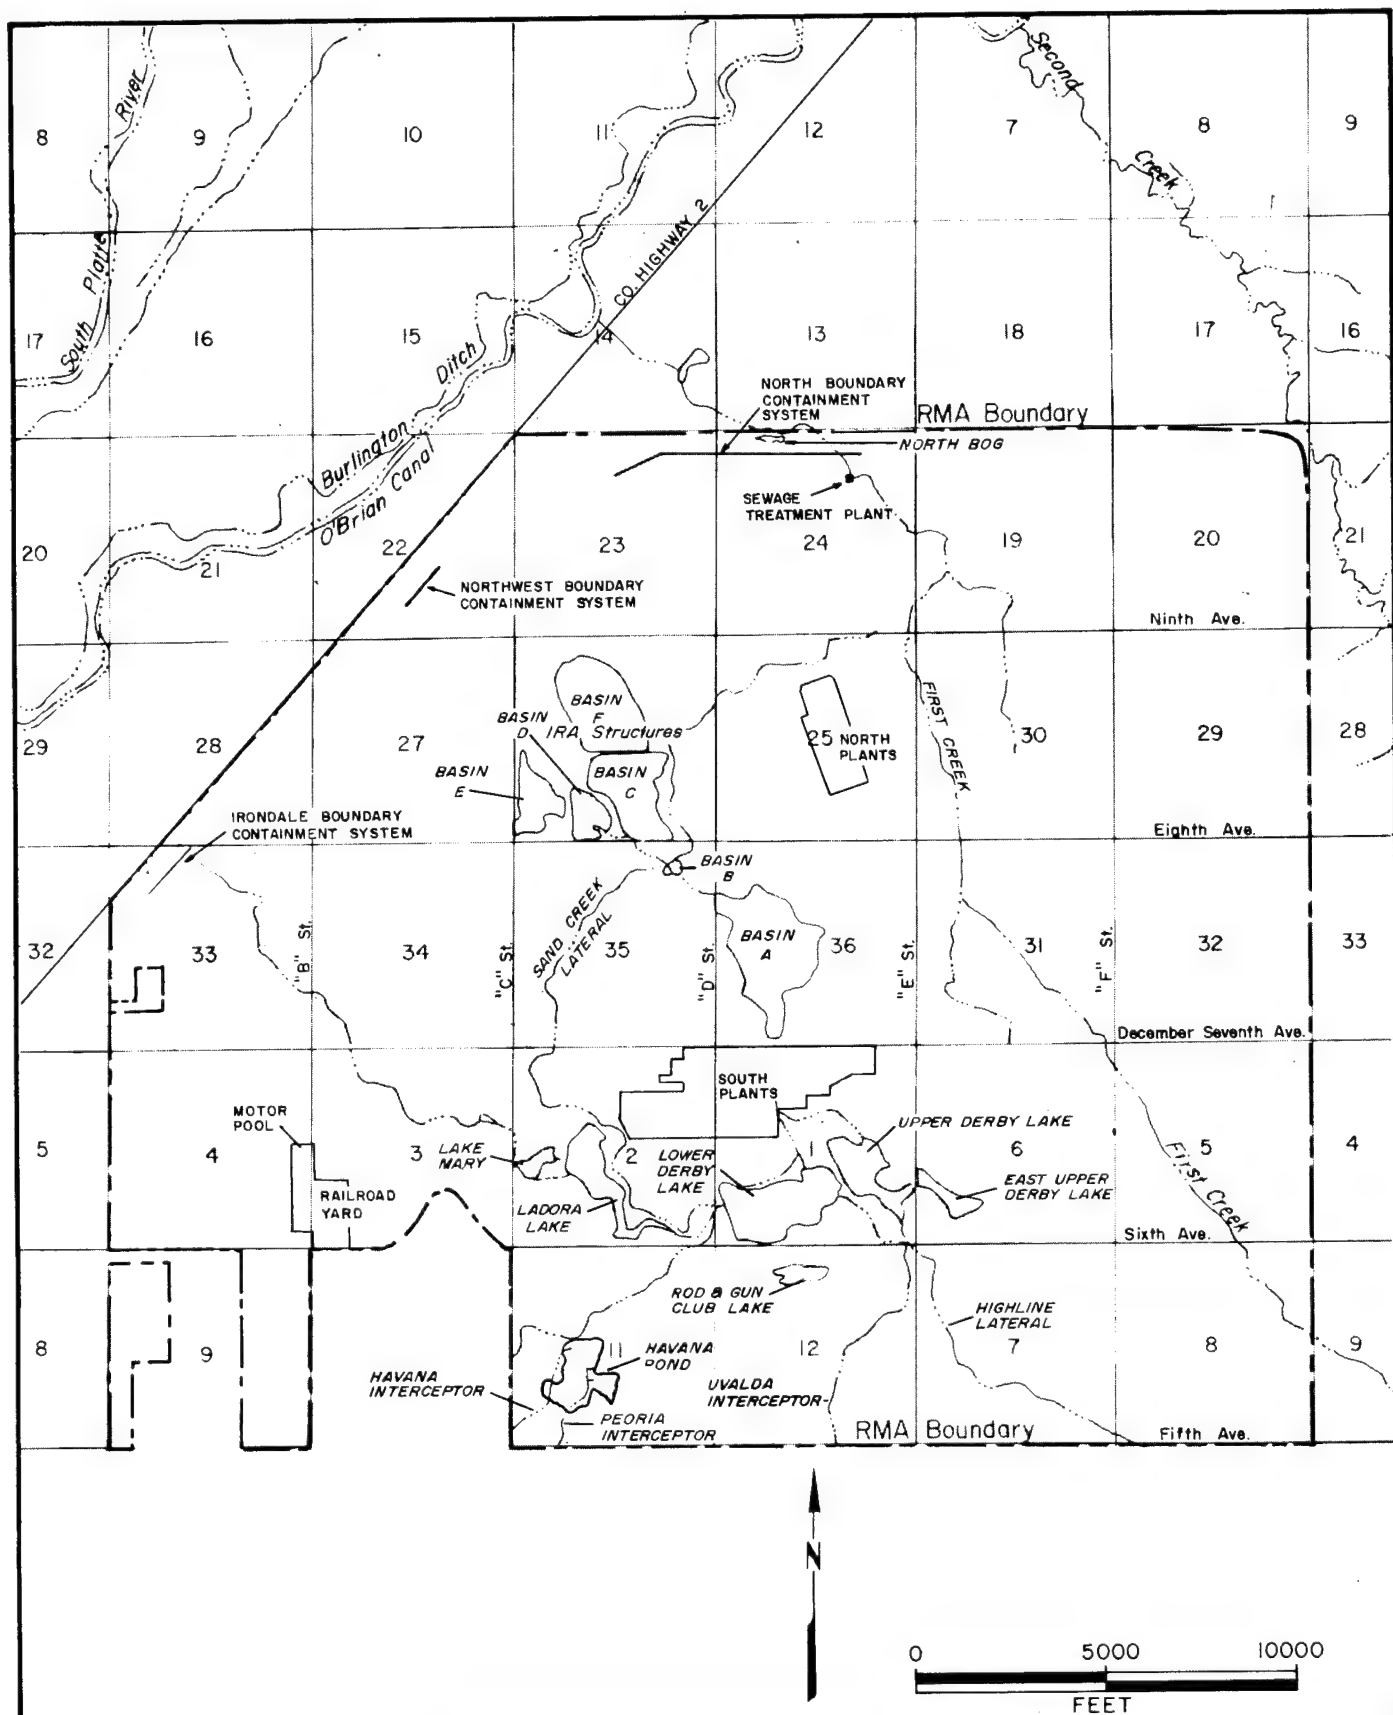 Second
Creek
South Platte River
8
9
10
11
12
7
8
9
CO. HIGHWAY 2
17
16
15
14
13
18
17
16
Burlington Ditch
O'Brian Canal
NORTH BOUNDARY
CONTAINMENT
SYSTEM
RMA Boundary
NORTH BOG
SEWAGE
TREATMENT PLANT
20
21
22
23
24
19
20
21
NORTHWEST BOUNDARY
CONTAINMENT SYSTEM
Ninth Ave.
BASIN
F
BASIN
D
IRA Structures
FIRST CREEK
29
28
27
25
NORTH
PLANTS
30
29
28
BASIN
E
BASIN
C
IRONDALE BOUNDARY
CONTAINMENT SYSTEM
Eighth Ave.
BASIN
B
SAND CREEK
LATERAL
32
33
"B" St.
34
"C" St.
35
"D" St.
BASIN
A
36
"E" St.
31
"F" St.
32
33
December Seventh Ave.
SOUTH
PLANTS
MOTOR
POOL
UPPER DERBY LAKE
5
4
3
LAKE
MARY
2
LOWER
DERBY
LAKE
1
6
5
4
First Creek
EAST UPPER
DERBY LAKE
RAILROAD
YARD
LADORA
LAKE
Sixth Ave.
ROD & GUN
CLUB LAKE
HIGHLINE
LATERAL
8
9
11
HAVANA
POND
12
7
8
9
HAVANA
INTERCEPTOR
UVALDA
INTERCEPTOR
PEORIA
INTERCEPTOR
RMA Boundary
Fifth Ave.
N
0 5000 10000
FEET